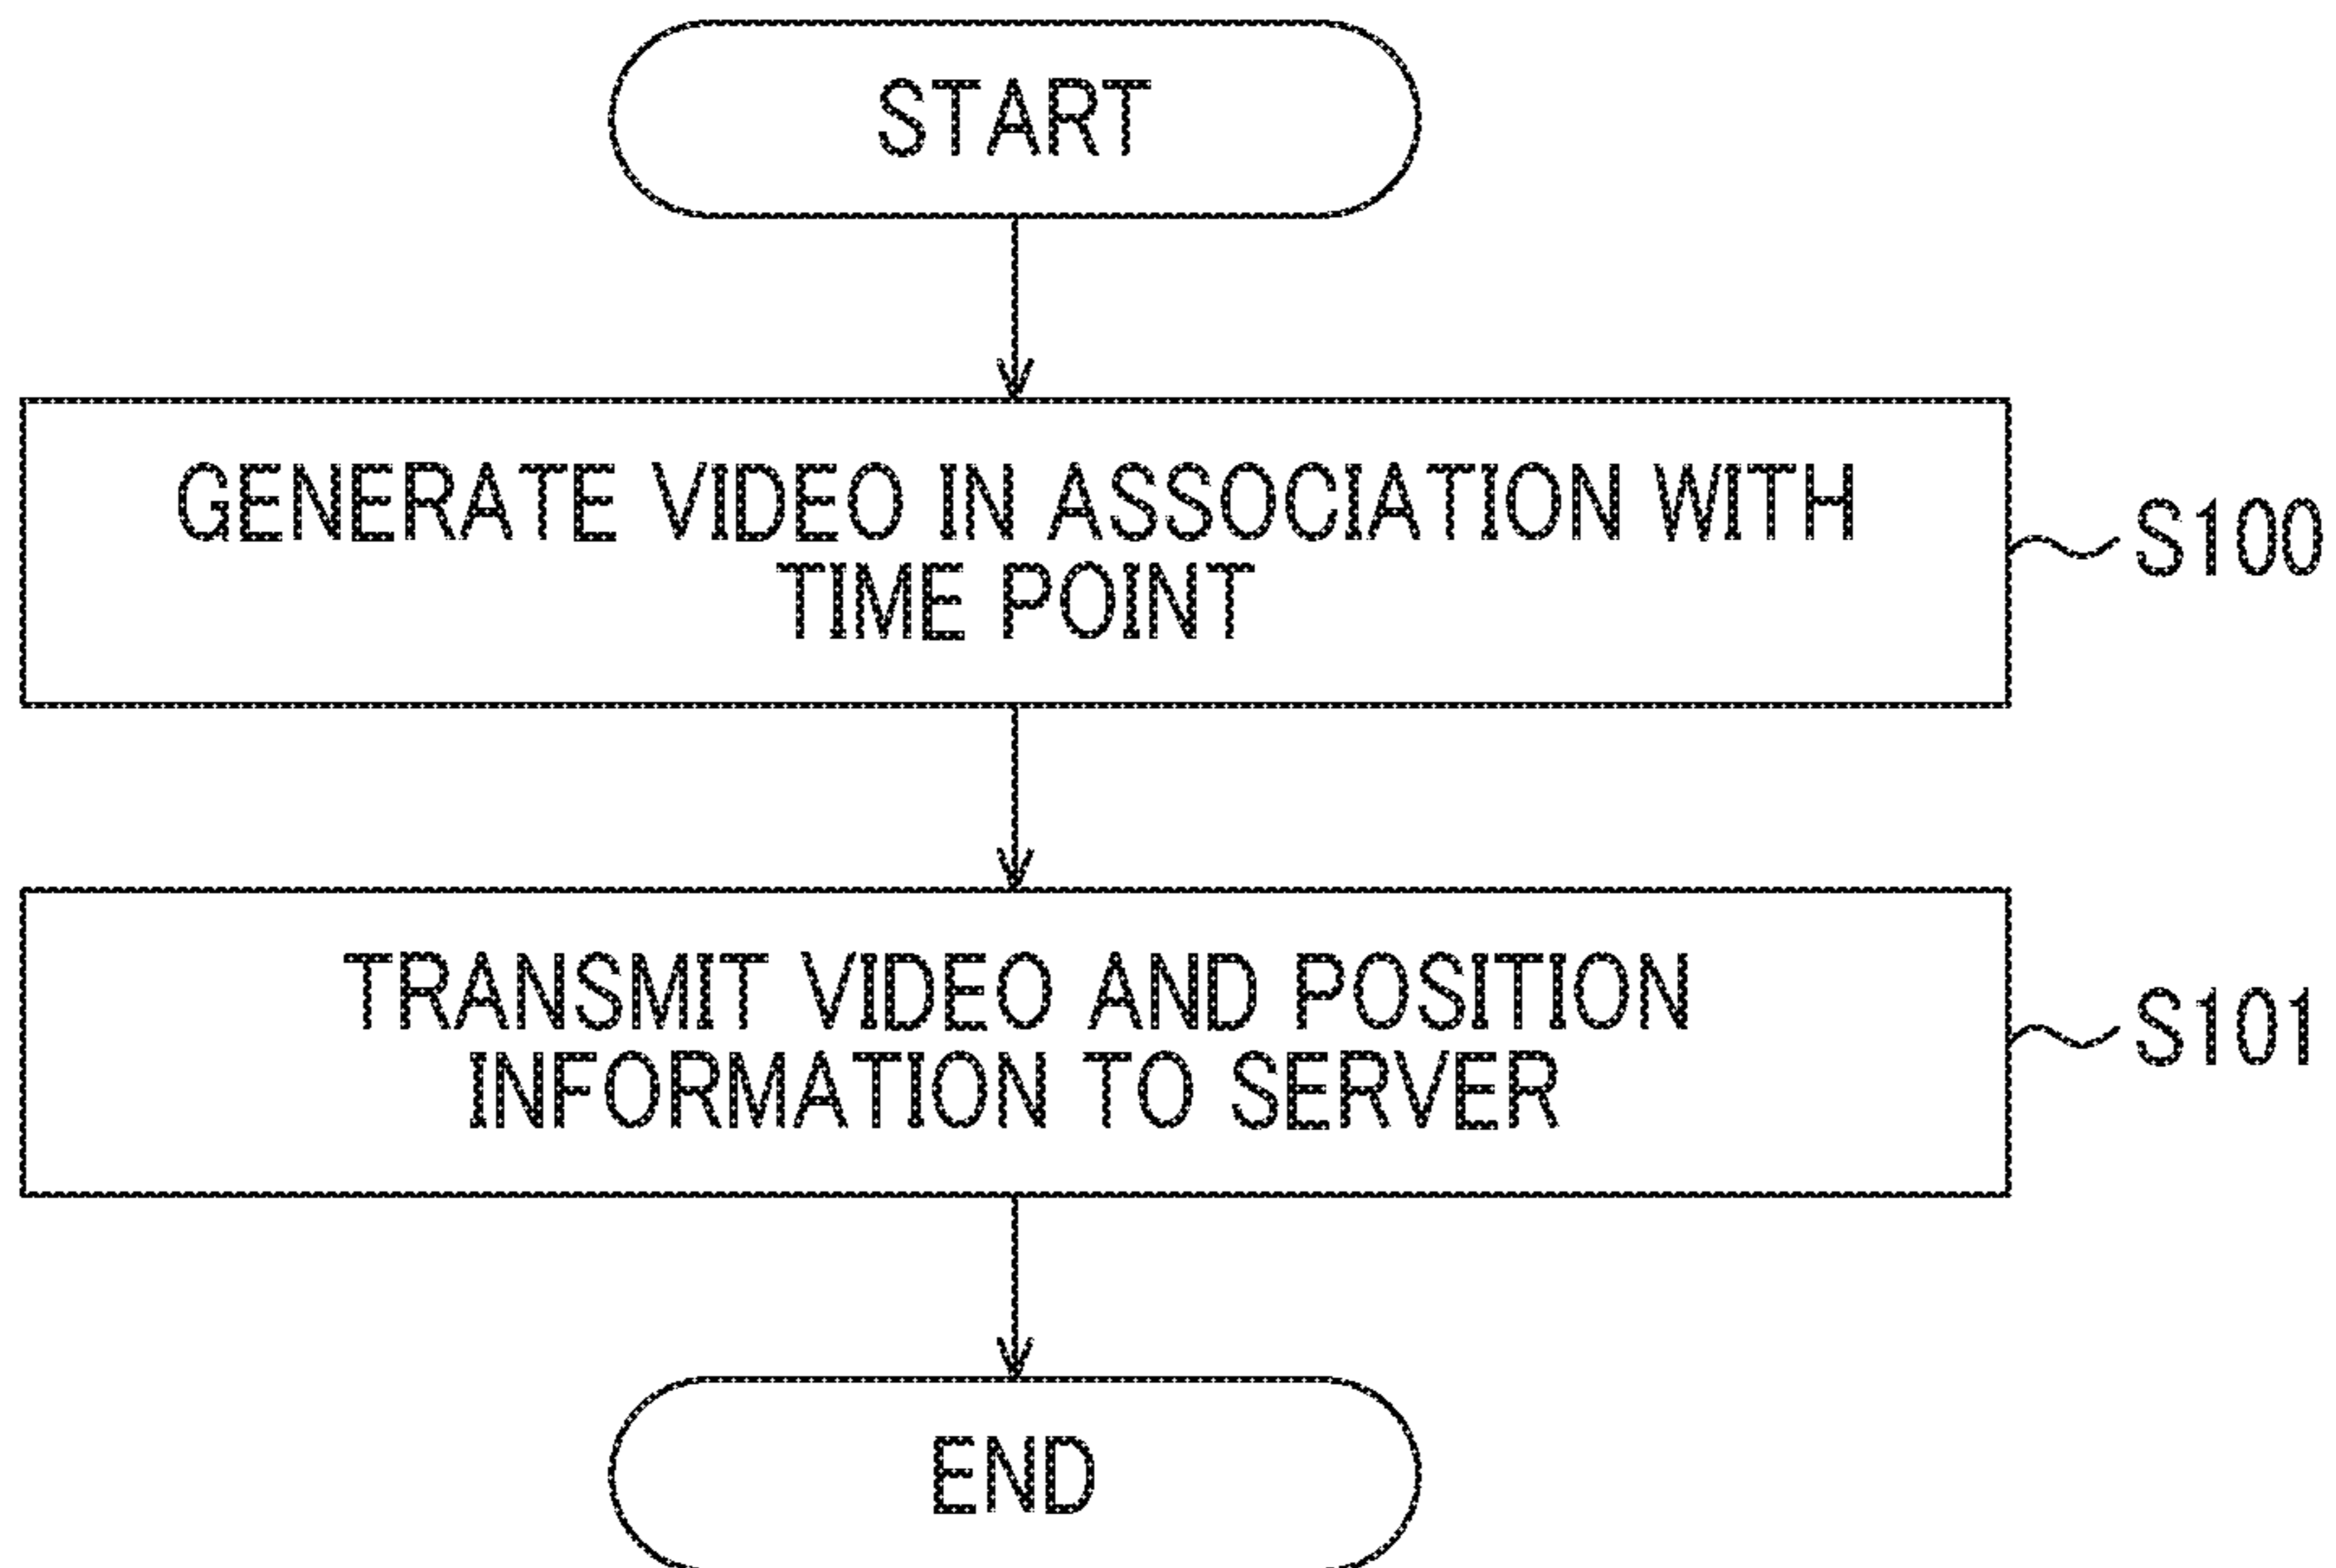 START
GENERATE VIDEO IN ASSOCIATION WITH
TIME POINT
S100
TRANSMIT VIDEO AND POSITION
INFORMATION TO SERVER
S101
END